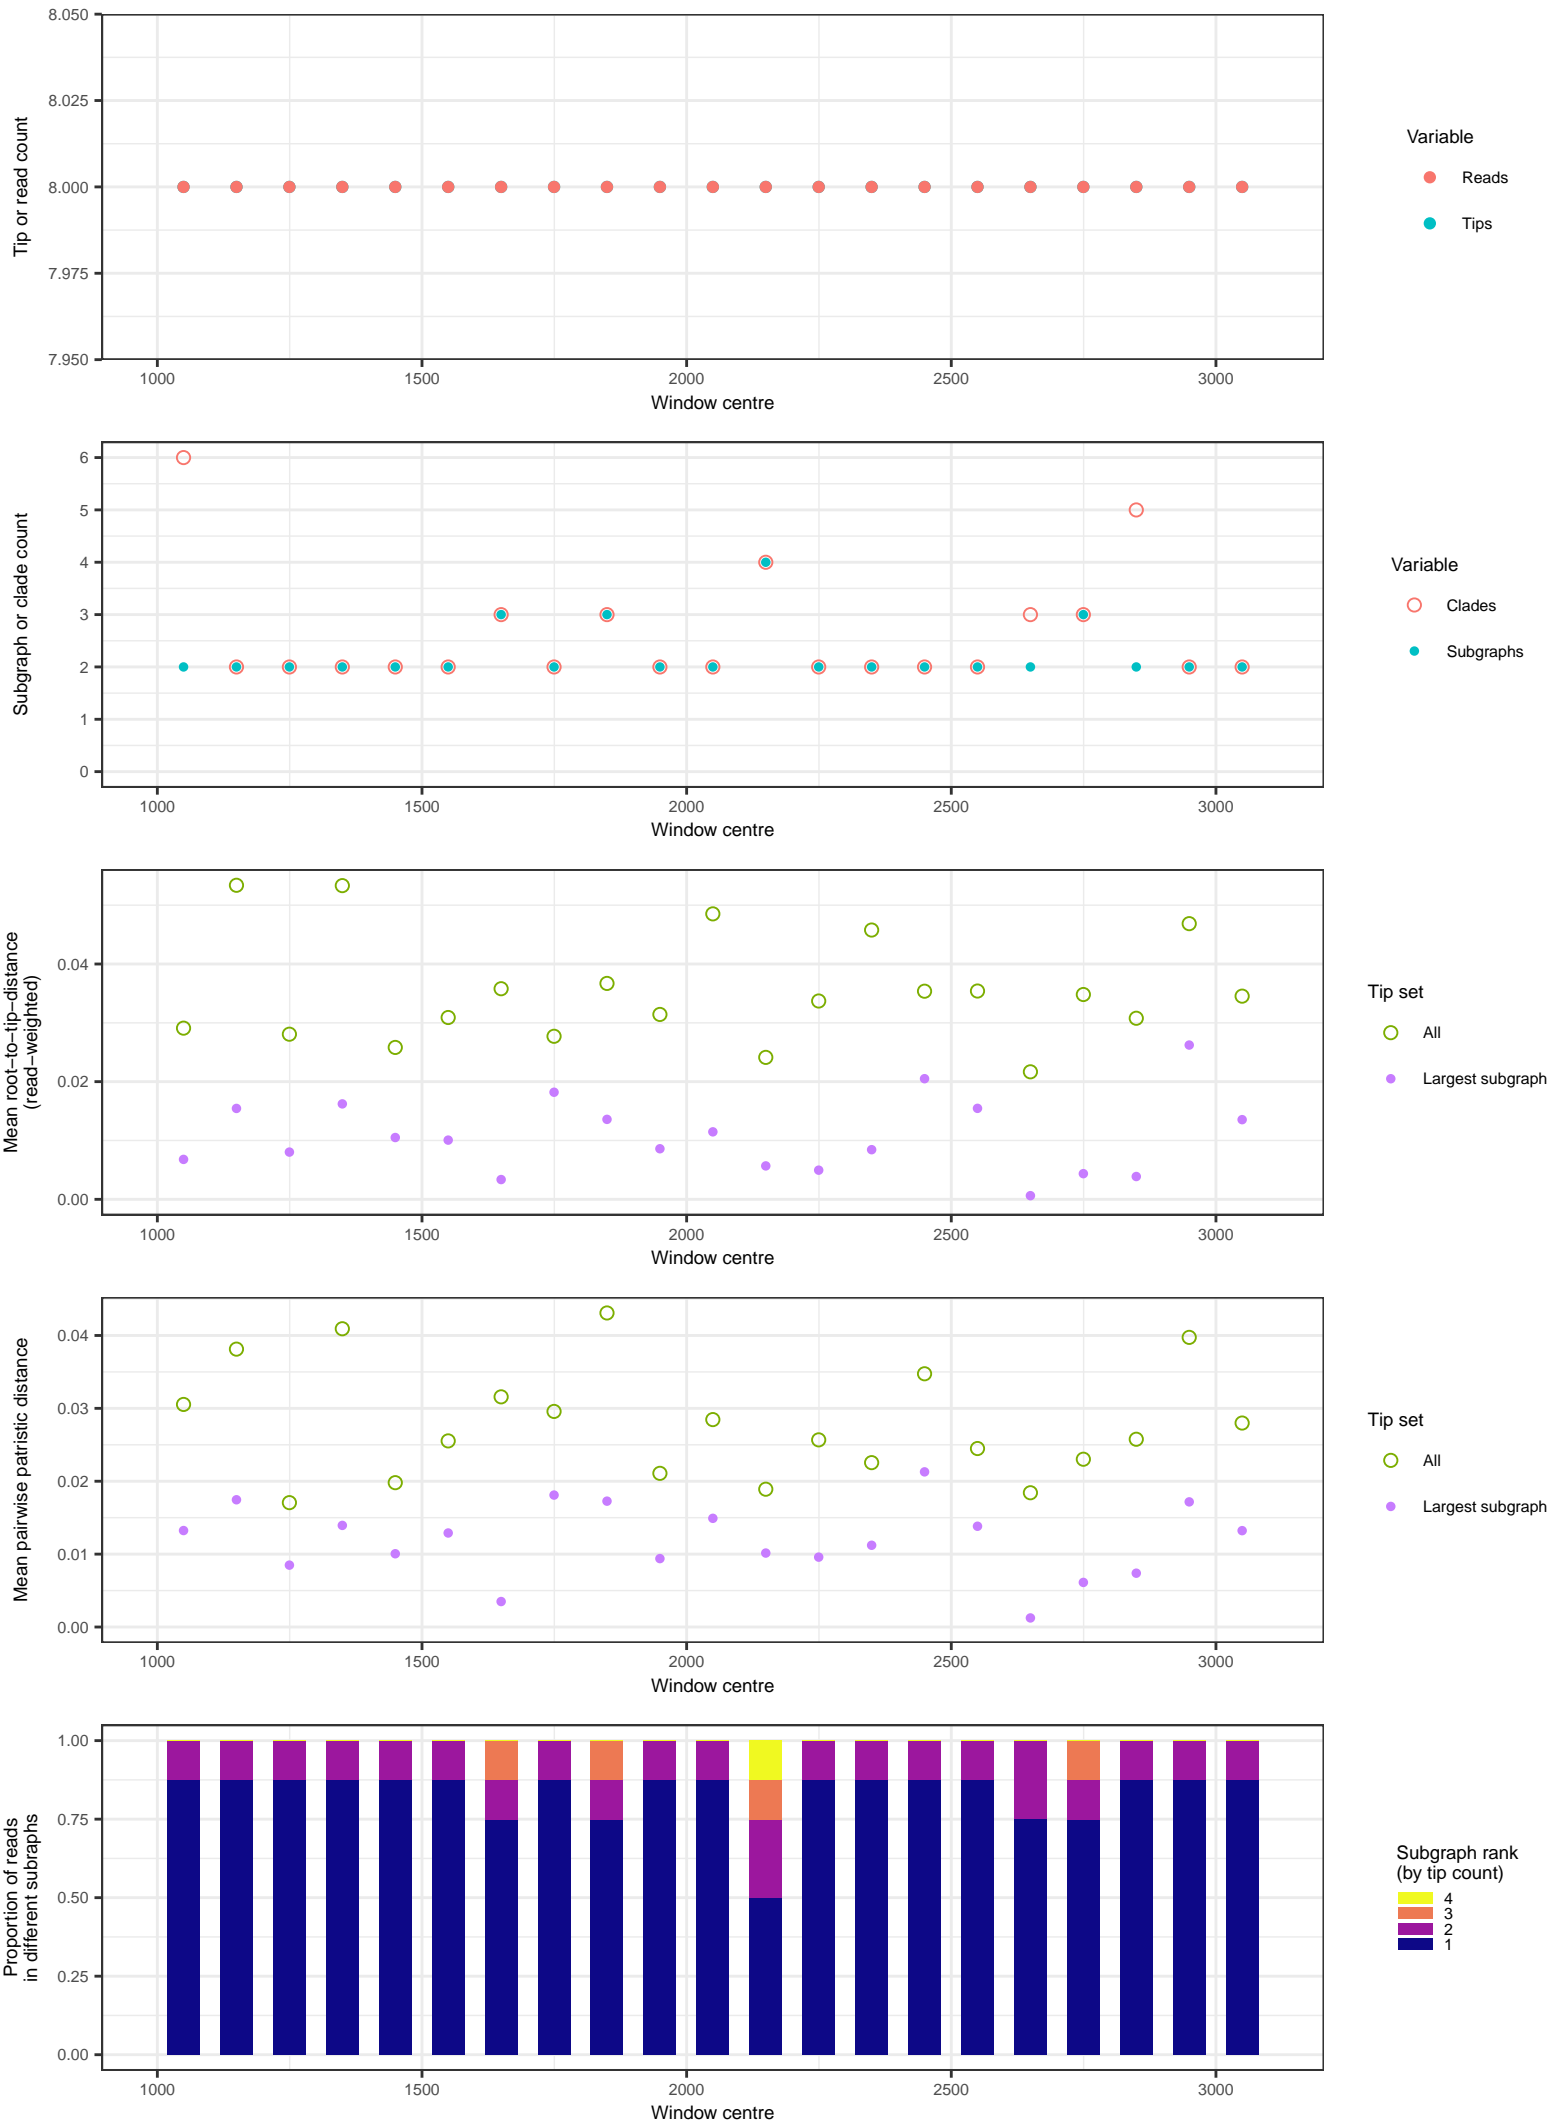 8.050
8.025
8.000
7.975
7.950
Tip or read count
1000 1500 2000 2500 3000
Window centre
Variable
Reads
Tips
6
5
4
3
2
1
0
Subgraph or clade count
1000 1500 2000 2500 3000
Window centre
Variable
Clades
Subgraphs
0.04
0.02
0.00
Mean root−to−tip−distance
(read−weighted)
1000 1500 2000 2500 3000
Window centre
Tip set
All
Largest subgraph
0.04
0.03
0.02
0.01
0.00
Mean pairwise patristic distance
1000 1500 2000 2500 3000
Window centre
Tip set
All
Largest subgraph
1.00
0.75
0.50
0.25
0.00
Proportion of reads
in different subraphs
1000 1500 2000 2500 3000
Window centre
Subgraph rank
(by tip count)
4
3
2
1